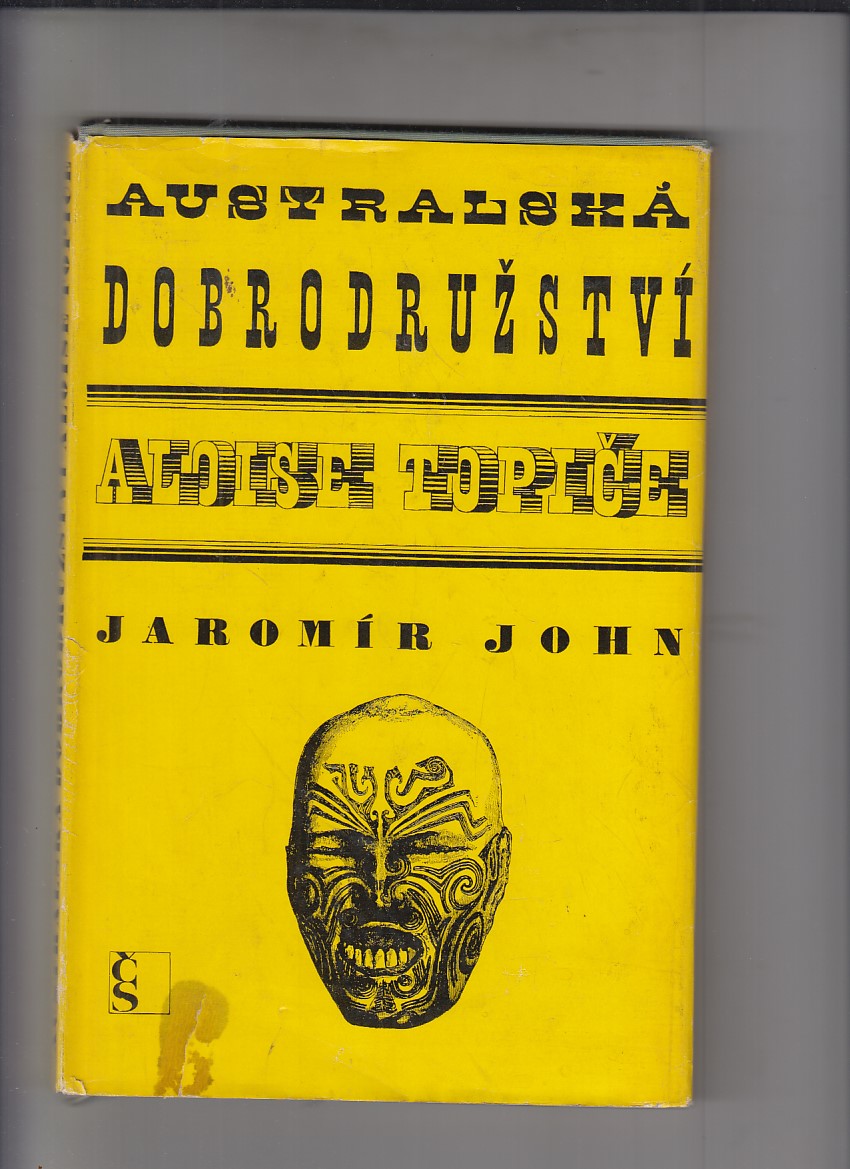 AUSTRALSKÁ
DOBRODRUŽSTVÍ
ALOISE TOPIČE
JAROMÍR JOHN
ČS